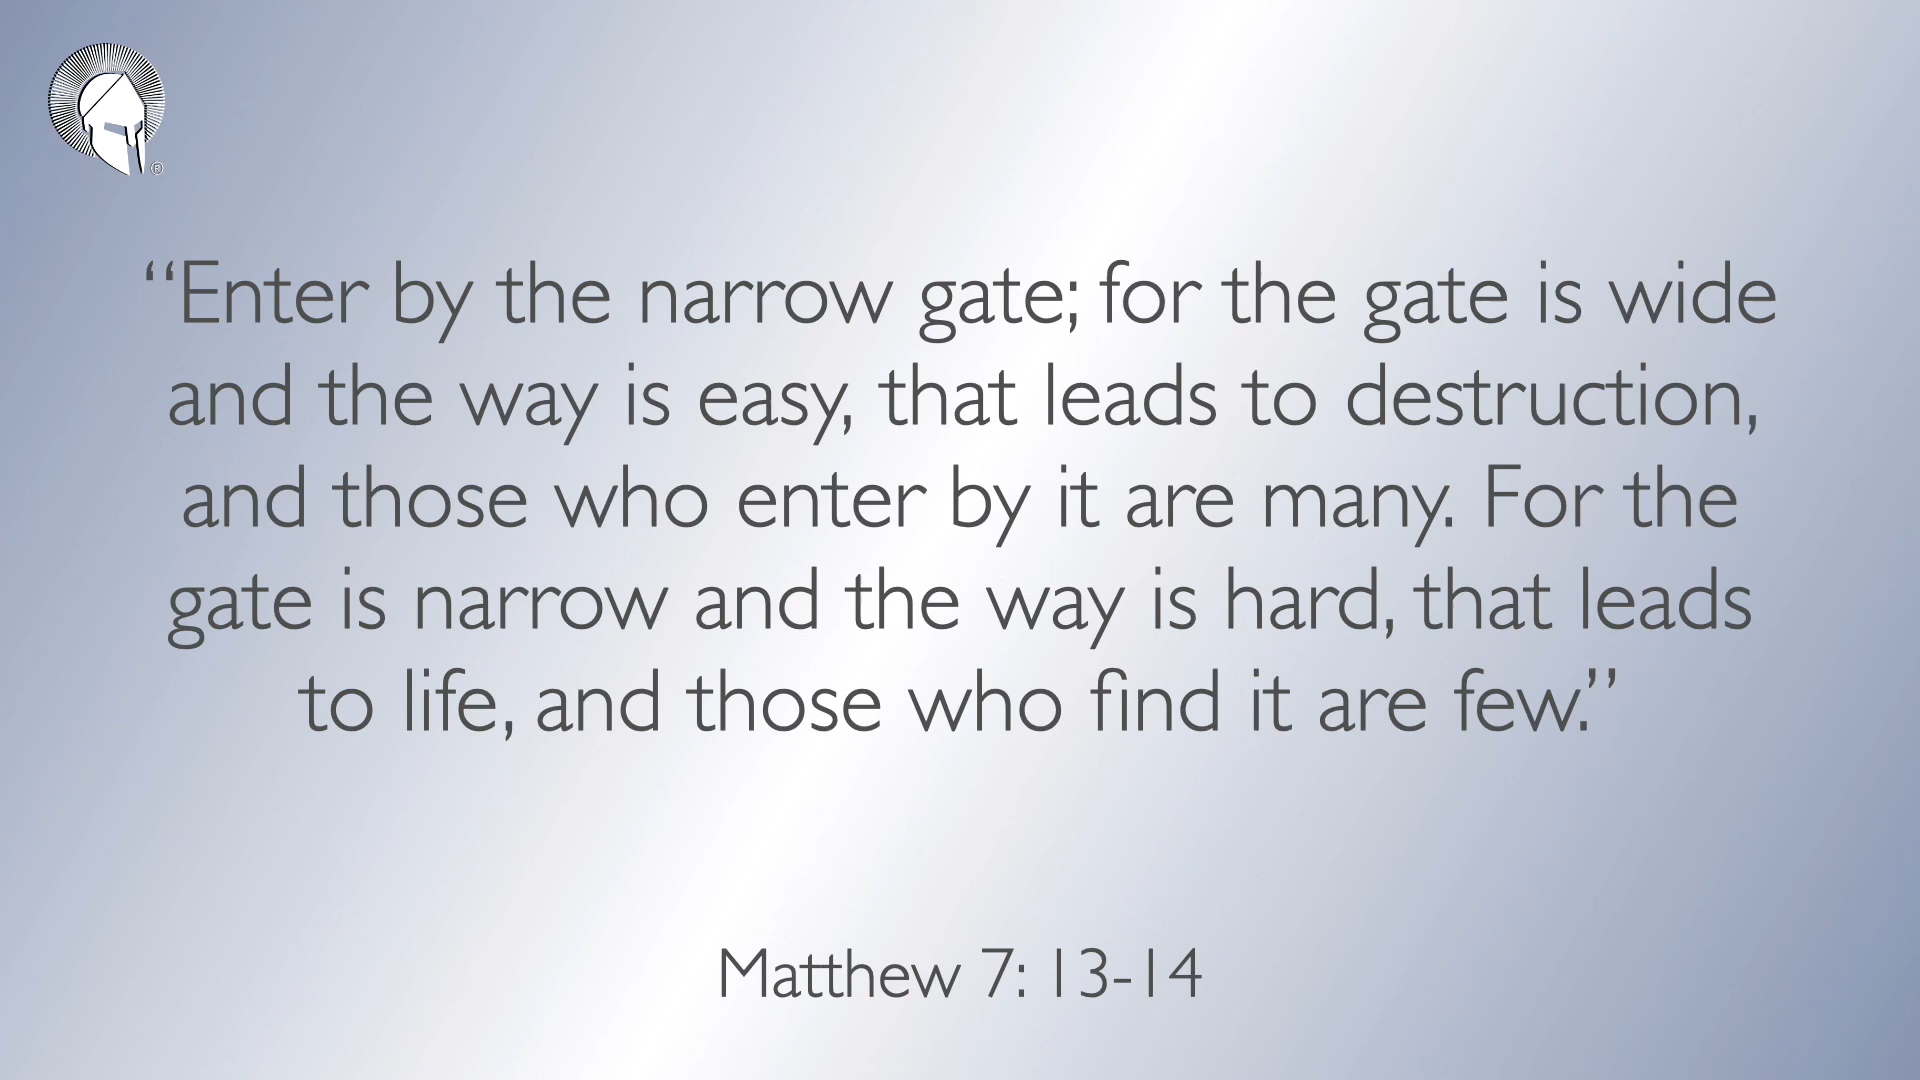 ®
“Enter by the narrow gate; for the gate is wide
and the way is easy, that leads to destruction,
and those who enter by it are many. For the
gate is narrow and the way is hard, that leads
to life, and those who find it are few.”
Matthew 7: 13-14